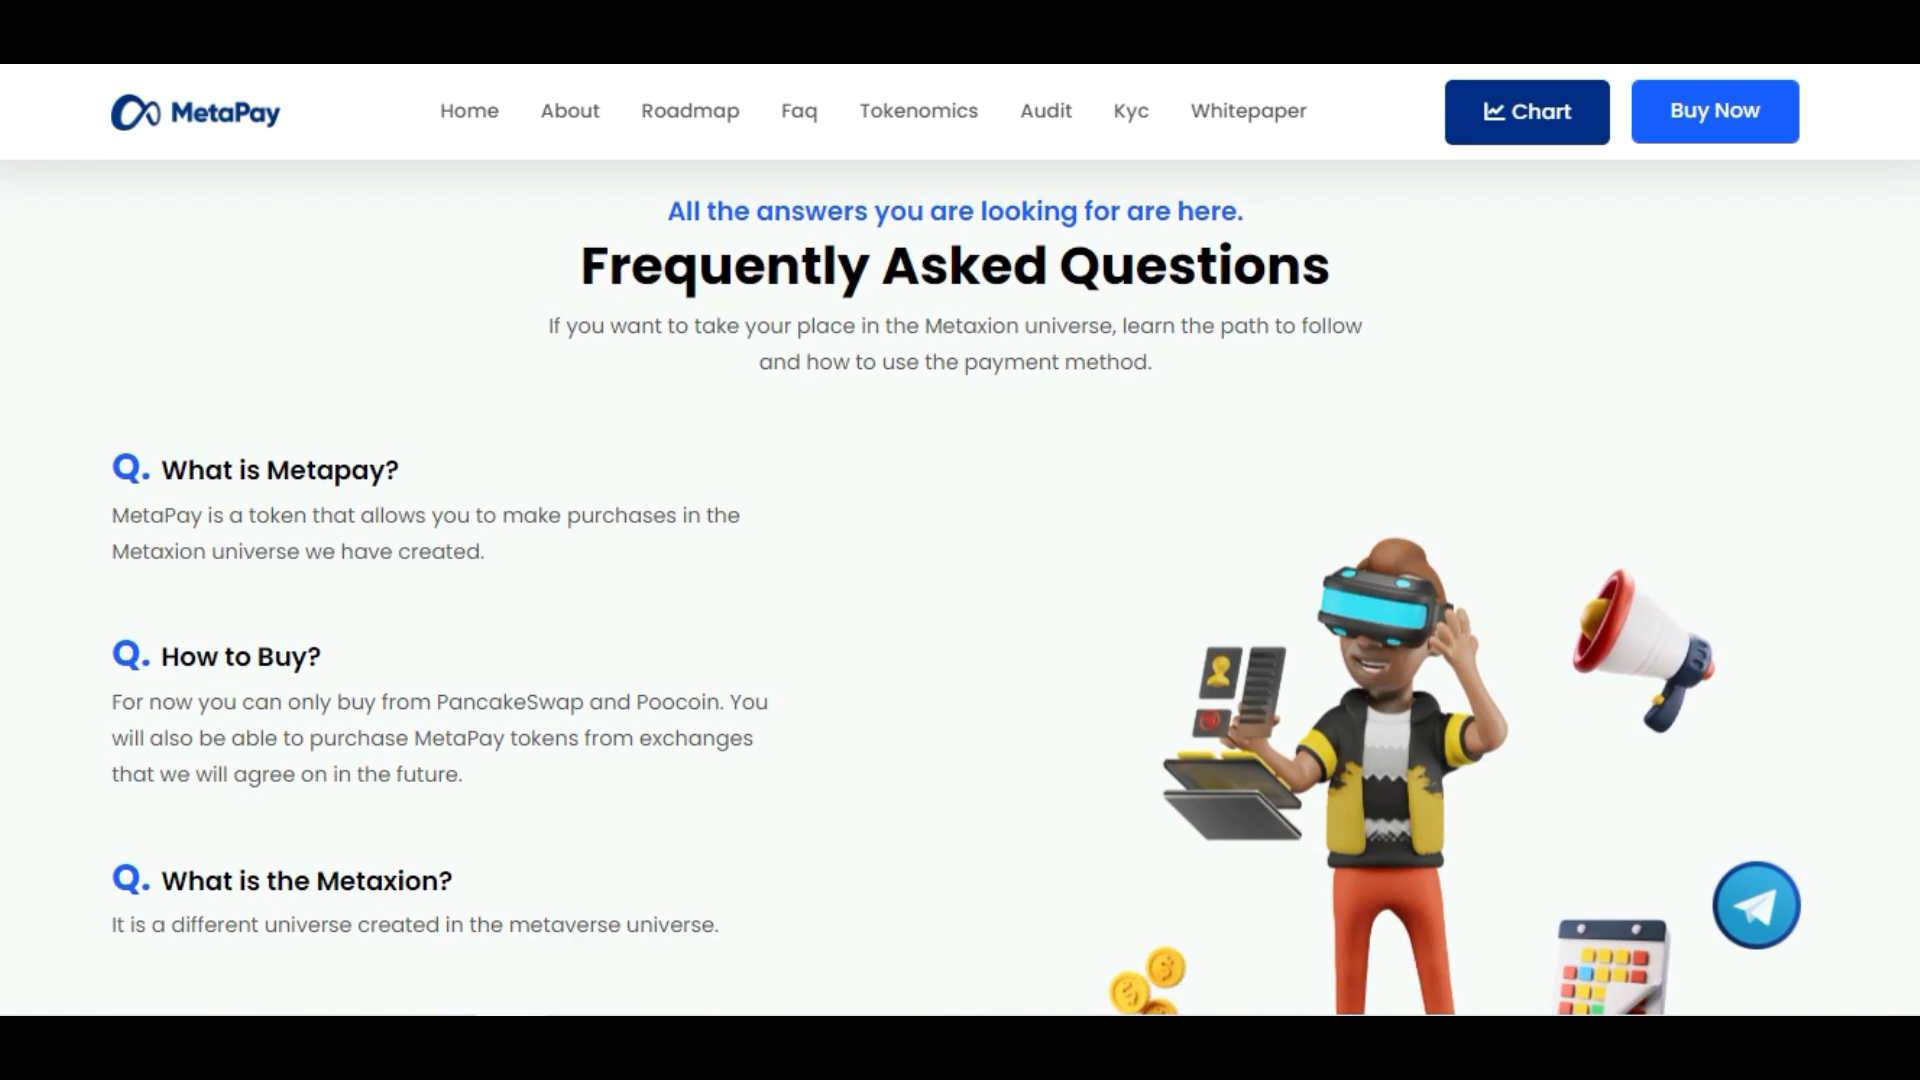 MetaPay
Home About Roadmap Faq Tokenomics Audit Kyc Whitepaper
Chart
Buy Now
All the answers you are looking for are here.
Frequently Asked Questions
If you want to take your place in the Metaxion universe, learn the path to follow
and how to use the payment method.
Q. What is Metapay?
MetaPay is a token that allows you to make purchases in the
Metaxion universe we have created.
Q. How to Buy?
For now you can only buy from PancakeSwap and Poocoin. You
will also be able to purchase MetaPay tokens from exchanges
that we will agree on in the future.
Q. What is the Metaxion?
It is a different universe created in the metaverse universe.